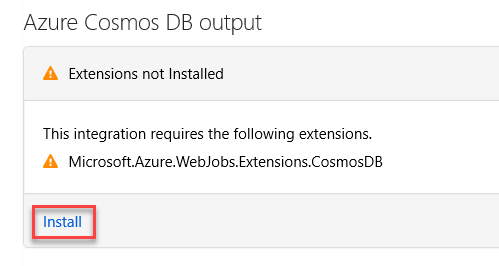 Azure Cosmos DB output
Extensions not Installed
This integration requires the following extensions.
Microsoft.Azure.WebJobs.Extensions.CosmosDB
Install